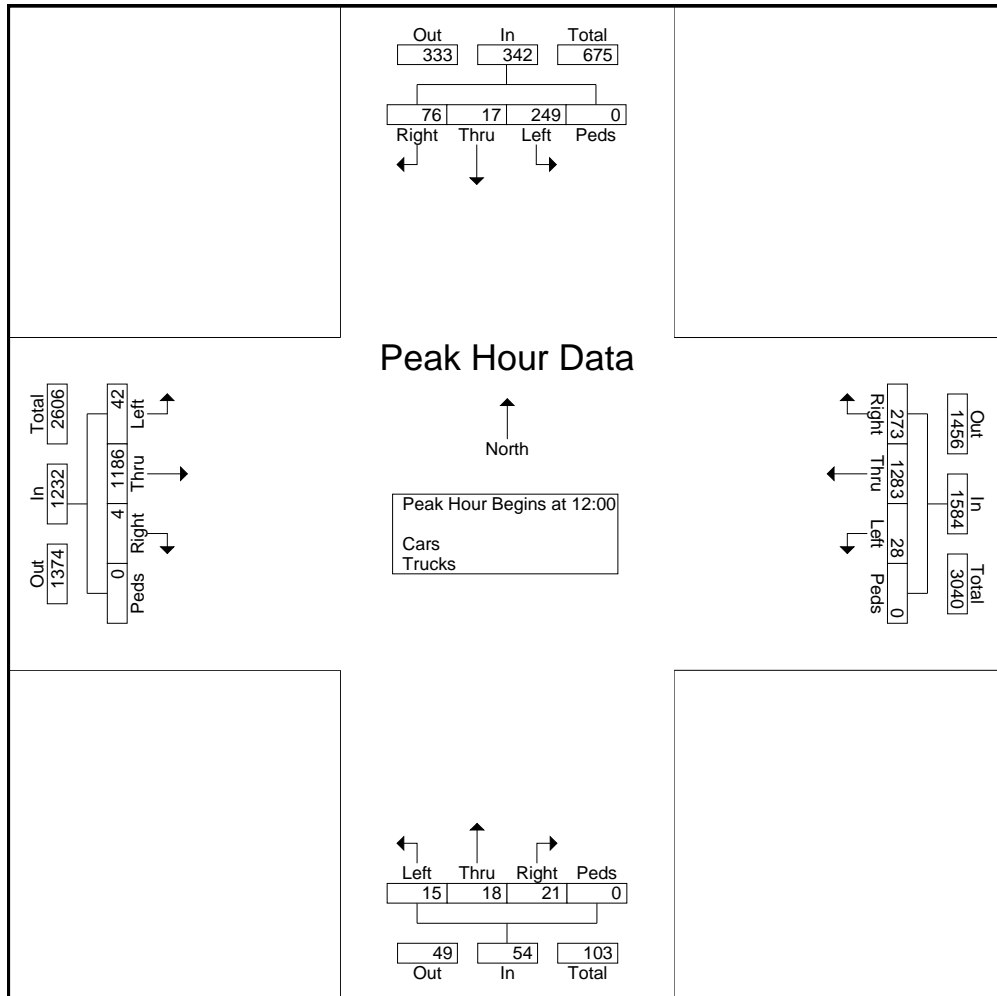 Out In Total
333 342 675
76 17 249 0
Right Thru Left Peds
Peak Hour Data
North
Peak Hour Begins at 12:00
Cars
Trucks
Total In Out
2606 1232 1374
42 1186 4 0
Left Thru Right Peds
Out In Total
1456 1584 3040
273 1283 28 0
Right Thru Left Peds
Left Thru Right Peds
15 18 21 0
49 54 103
Out In Total